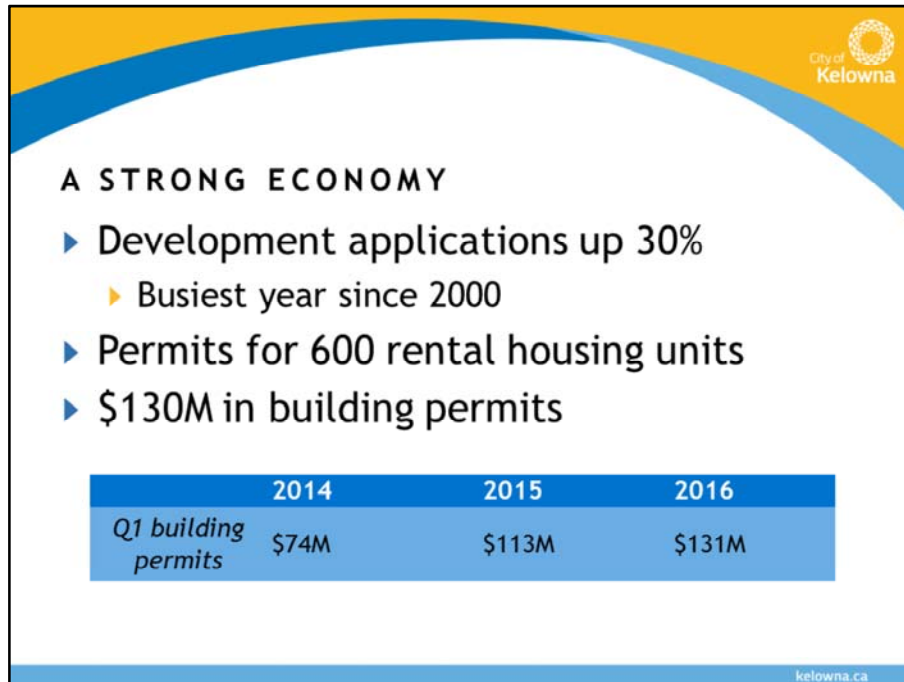 City of
Kelowna
A STRONG ECONOMY
Development applications up 30%
Busiest year since 2000
Permits for 600 rental housing units
$130M in building permits
2014 2015 2016
Q1 building
permits $74M $113M $131M
kelowna.ca